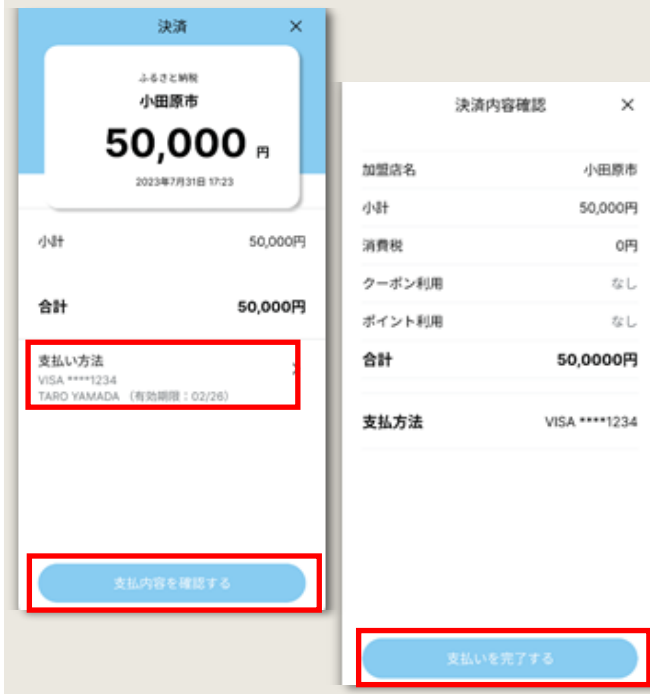 決済 ×
ふるさと納税
小田原市
50,000 円
2023年7月31日 17:23
小計 50,000円
合計 50,000円
支払い方法
VISA ****1234
TARO YAMADA （有効期限：02/26）
支払内容を確認する
決済内容確認 ×
加盟店名 小田原市
小計 50,000円
消費税 0円
クーポン利用 なし
ポイント利用 なし
合計 50,0000円
支払方法 VISA ****1234
支払いを完了する